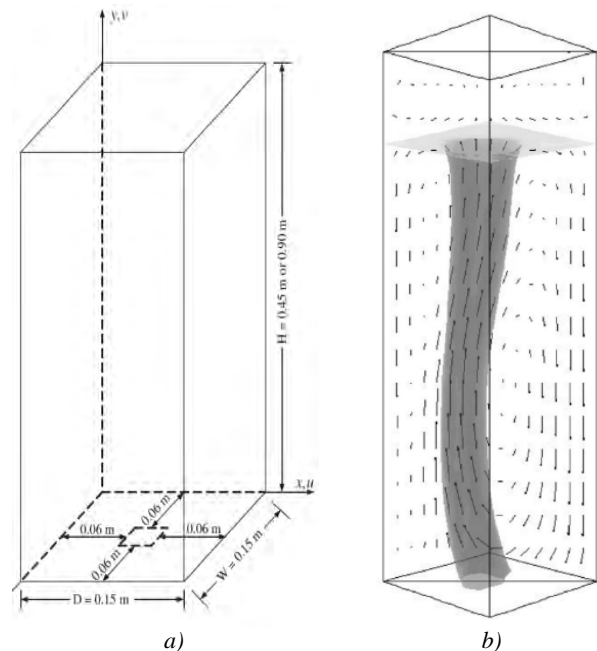 y,v
H = 0.45 m or 0.90 m
x,u
0.06 m
0.06 m
0.06 m
0.06 m
W = 0.15 m
D = 0.15 m
a)
b)